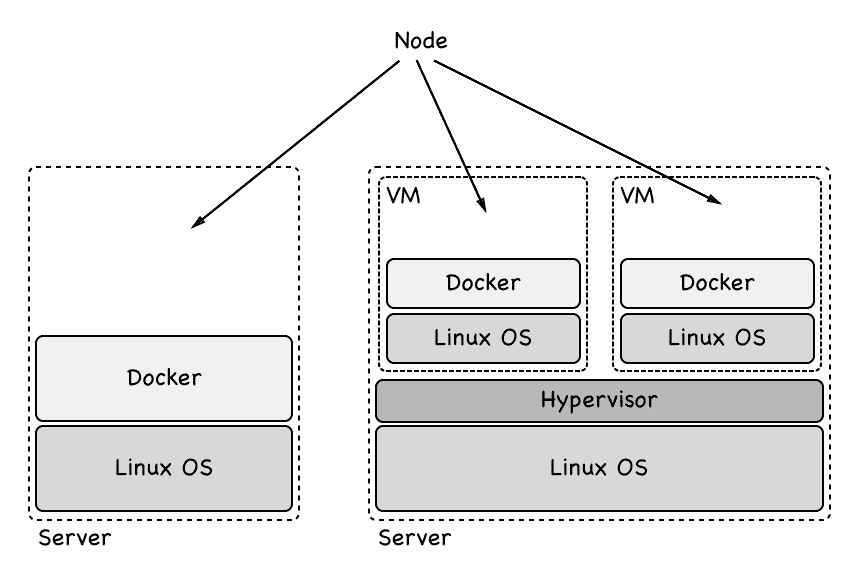 Node
VM
VM
Docker
Docker
Linux OS
Linux OS
Docker
Hypervisor
Linux OS
Linux OS
Server
Server